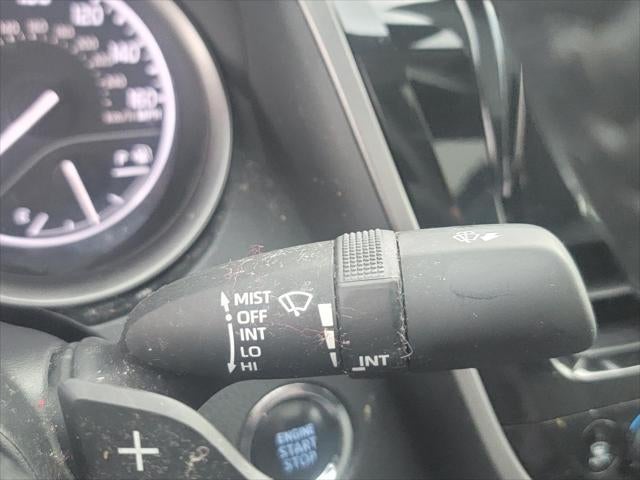 120
140
160
MIST
OFF
INT
LO
HI
INT
ENGINE
START
STOP
+